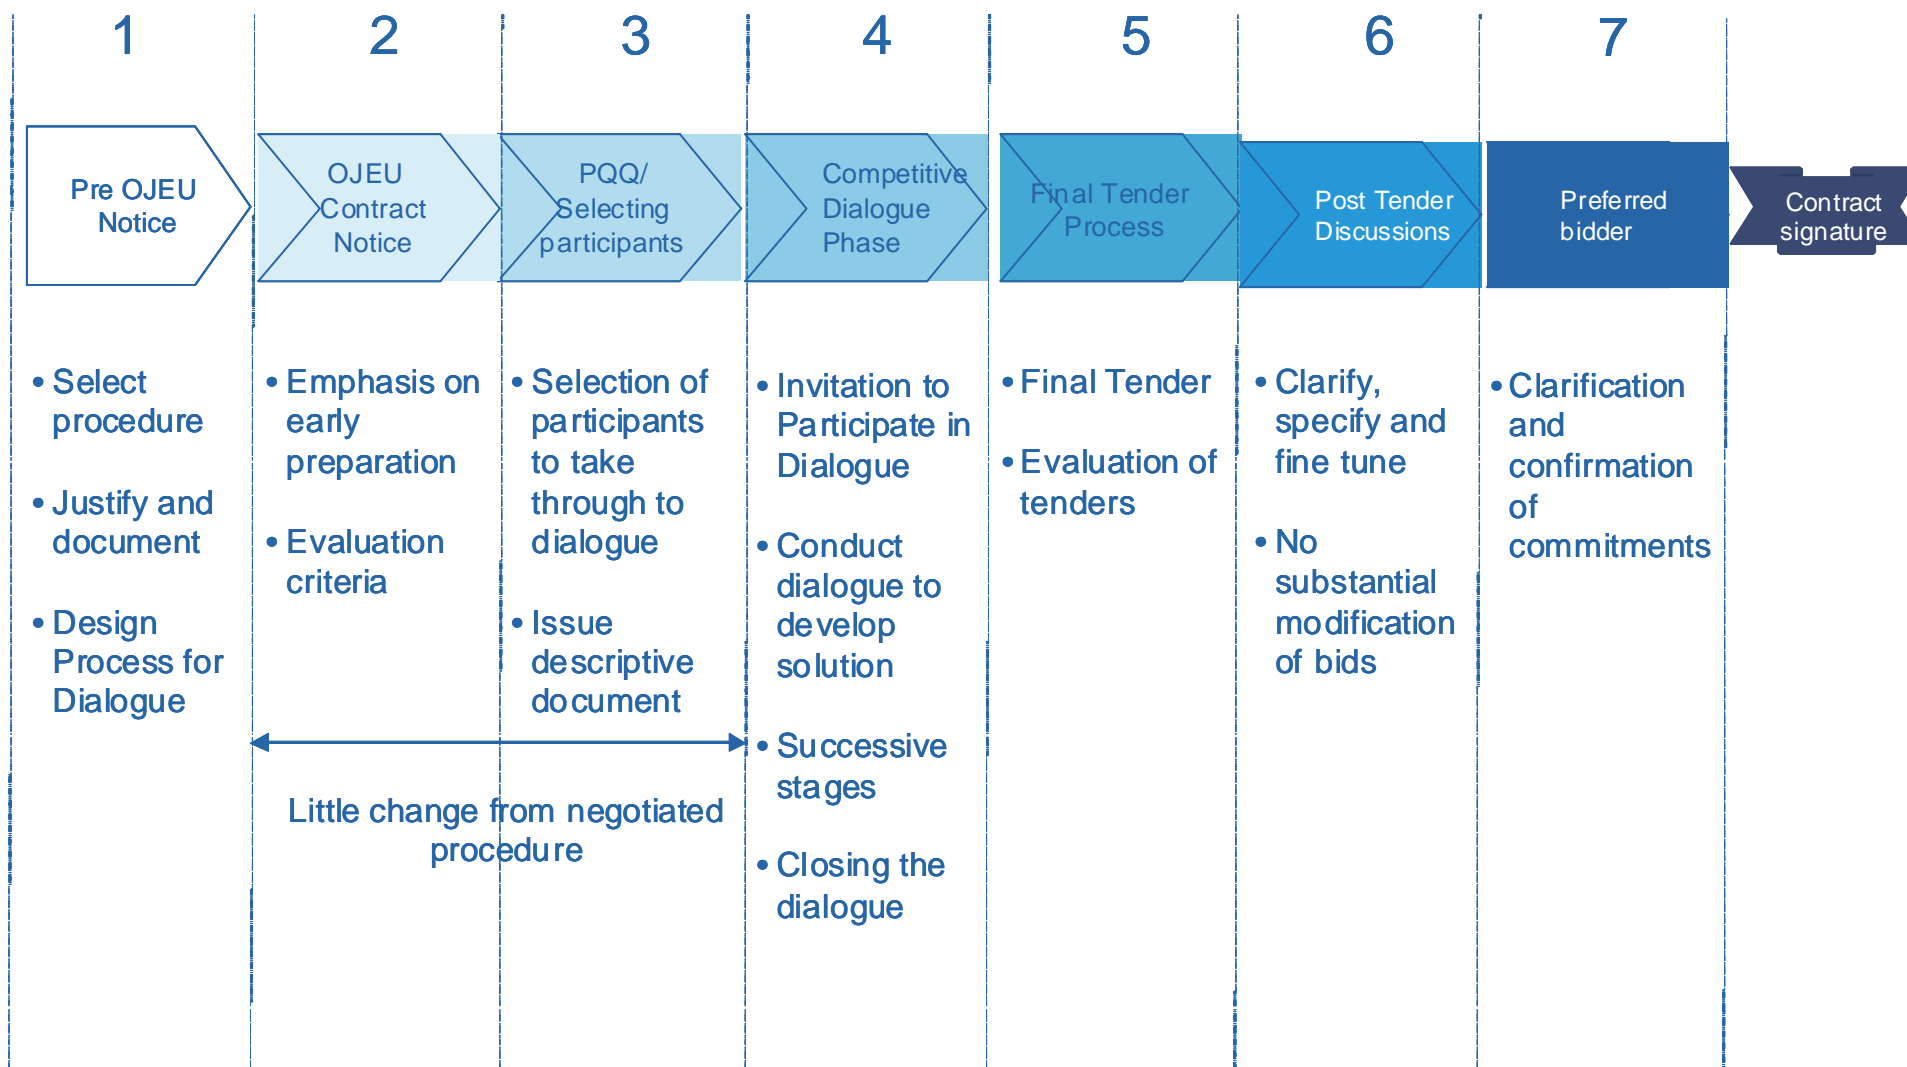 1
2
3
4
5
6
7
Pre OJEU
Notice
OJEU
Contract
Notice
PQQ/
Selecting
participants
Competitive
Dialogue
Phase
Final Tender
Process
Post Tender
Discussions
Preferred
bidder
Contract
signature
• Select
procedure
• Justify and
document
• Design
Process for
Dialogue
• Emphasis on
early
preparation
• Evaluation
criteria
• Selection of
participants
to take
through to
dialogue
• Issue
descriptive
document
Little change from negotiated
procedure
• Invitation to
Participate in
Dialogue
• Conduct
dialogue to
develop
solution
• Successive
stages
• Closing the
dialogue
• Final Tender
• Evaluation of
tenders
• Clarify,
specify and
fine tune
• No
substantial
modification
of bids
• Clarification
and
confirmation
of
commitments